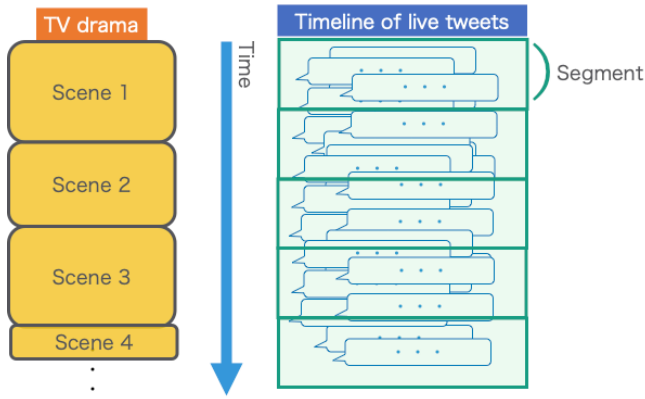 TV drama
Timeline of live tweets
Time
Segment
Scene 1
Scene 2
Scene 3
Scene 4